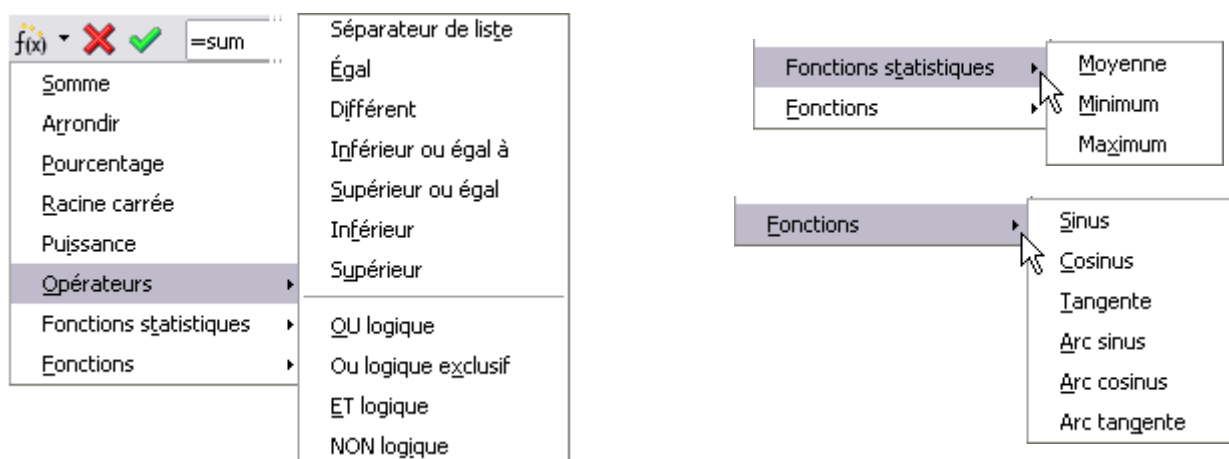 f(x) =sum
Somme
Arrondir
Pourcentage
Racine carrée
Puissance
Opérateurs
Fonctions statistiques
Fonctions
Séparateur de liste
Égal
Différent
Inférieur ou égal à
Supérieur ou égal
Inférieur
Supérieur
OU logique
Ou logique exclusif
ET logique
NON logique
Fonctions statistiques
Fonctions
Moyenne
Minimum
Maximum
Fonctions
Sinus
Cosinus
Tangente
Arc sinus
Arc cosinus
Arc tangente